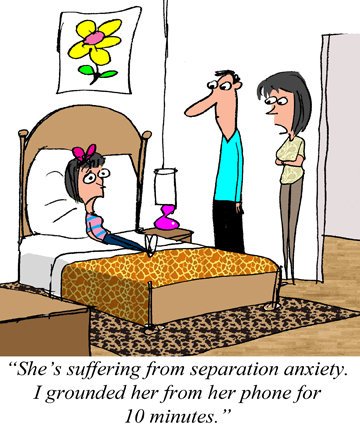 “She’s suffering from separation anxiety.
I grounded her from her phone for
10 minutes.”